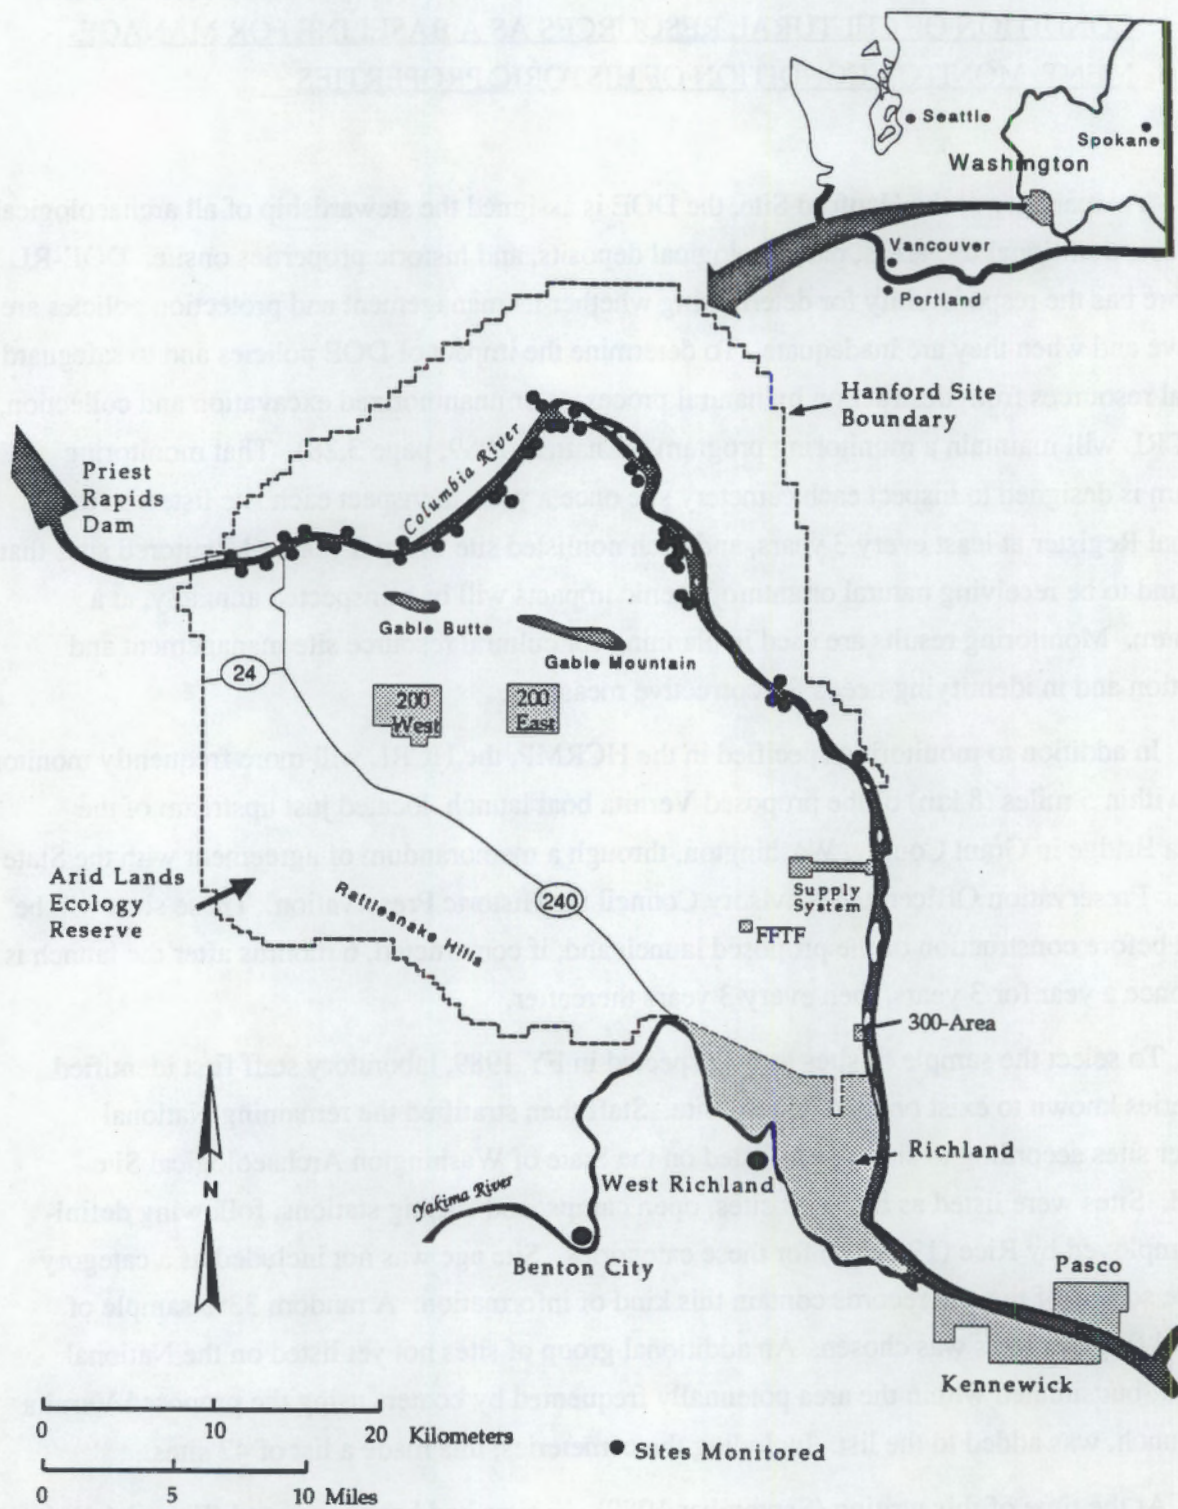 Seattle
Spokane
Washington
Vancouver
Portland
Hanford Site
Boundary
Columbia River
Priest
Rapids
Dam
Gable Butte
Gable Mountain
24
200
West
200
East
Arid Lands
Ecology
Reserve
Rattlesnake Hills
240
Supply
System
FFTF
300-Area
Richland
N
West Richland
Yakima River
Benton City
Pasco
Kennewick
0 10 20 Kilometers
Sites Monitored
0 5 10 Miles